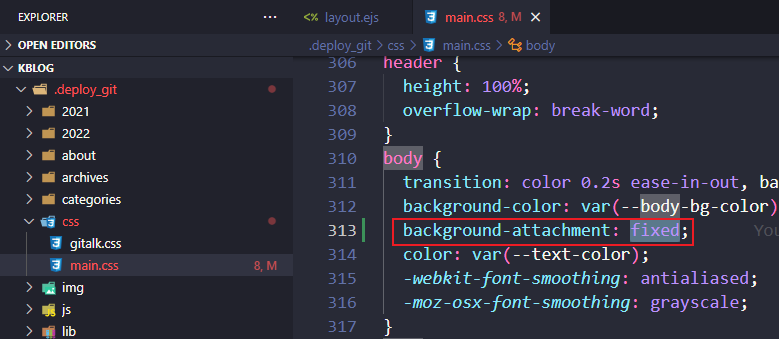 EXPLORER
OPEN EDITORS
KBLOG
.deploy_git
2021
2022
about
archives
categories
css
gitalk.css
main.css 8, M
img
js
lib
layout.ejs main.css 8, M
.deploy_git > css > main.css > body
306 header {
307 height: 100%;
308 overflow-wrap: break-word;
309 }
310 body {
311 transition: color 0.2s ease-in-out, ba
312 background-color: var(--body-bg-color)
313 background-attachment: fixed; You
314 color: var(--text-color);
315 -webkit-font-smoothing: antialiased;
316 -moz-osx-font-smoothing: grayscale;
317 }